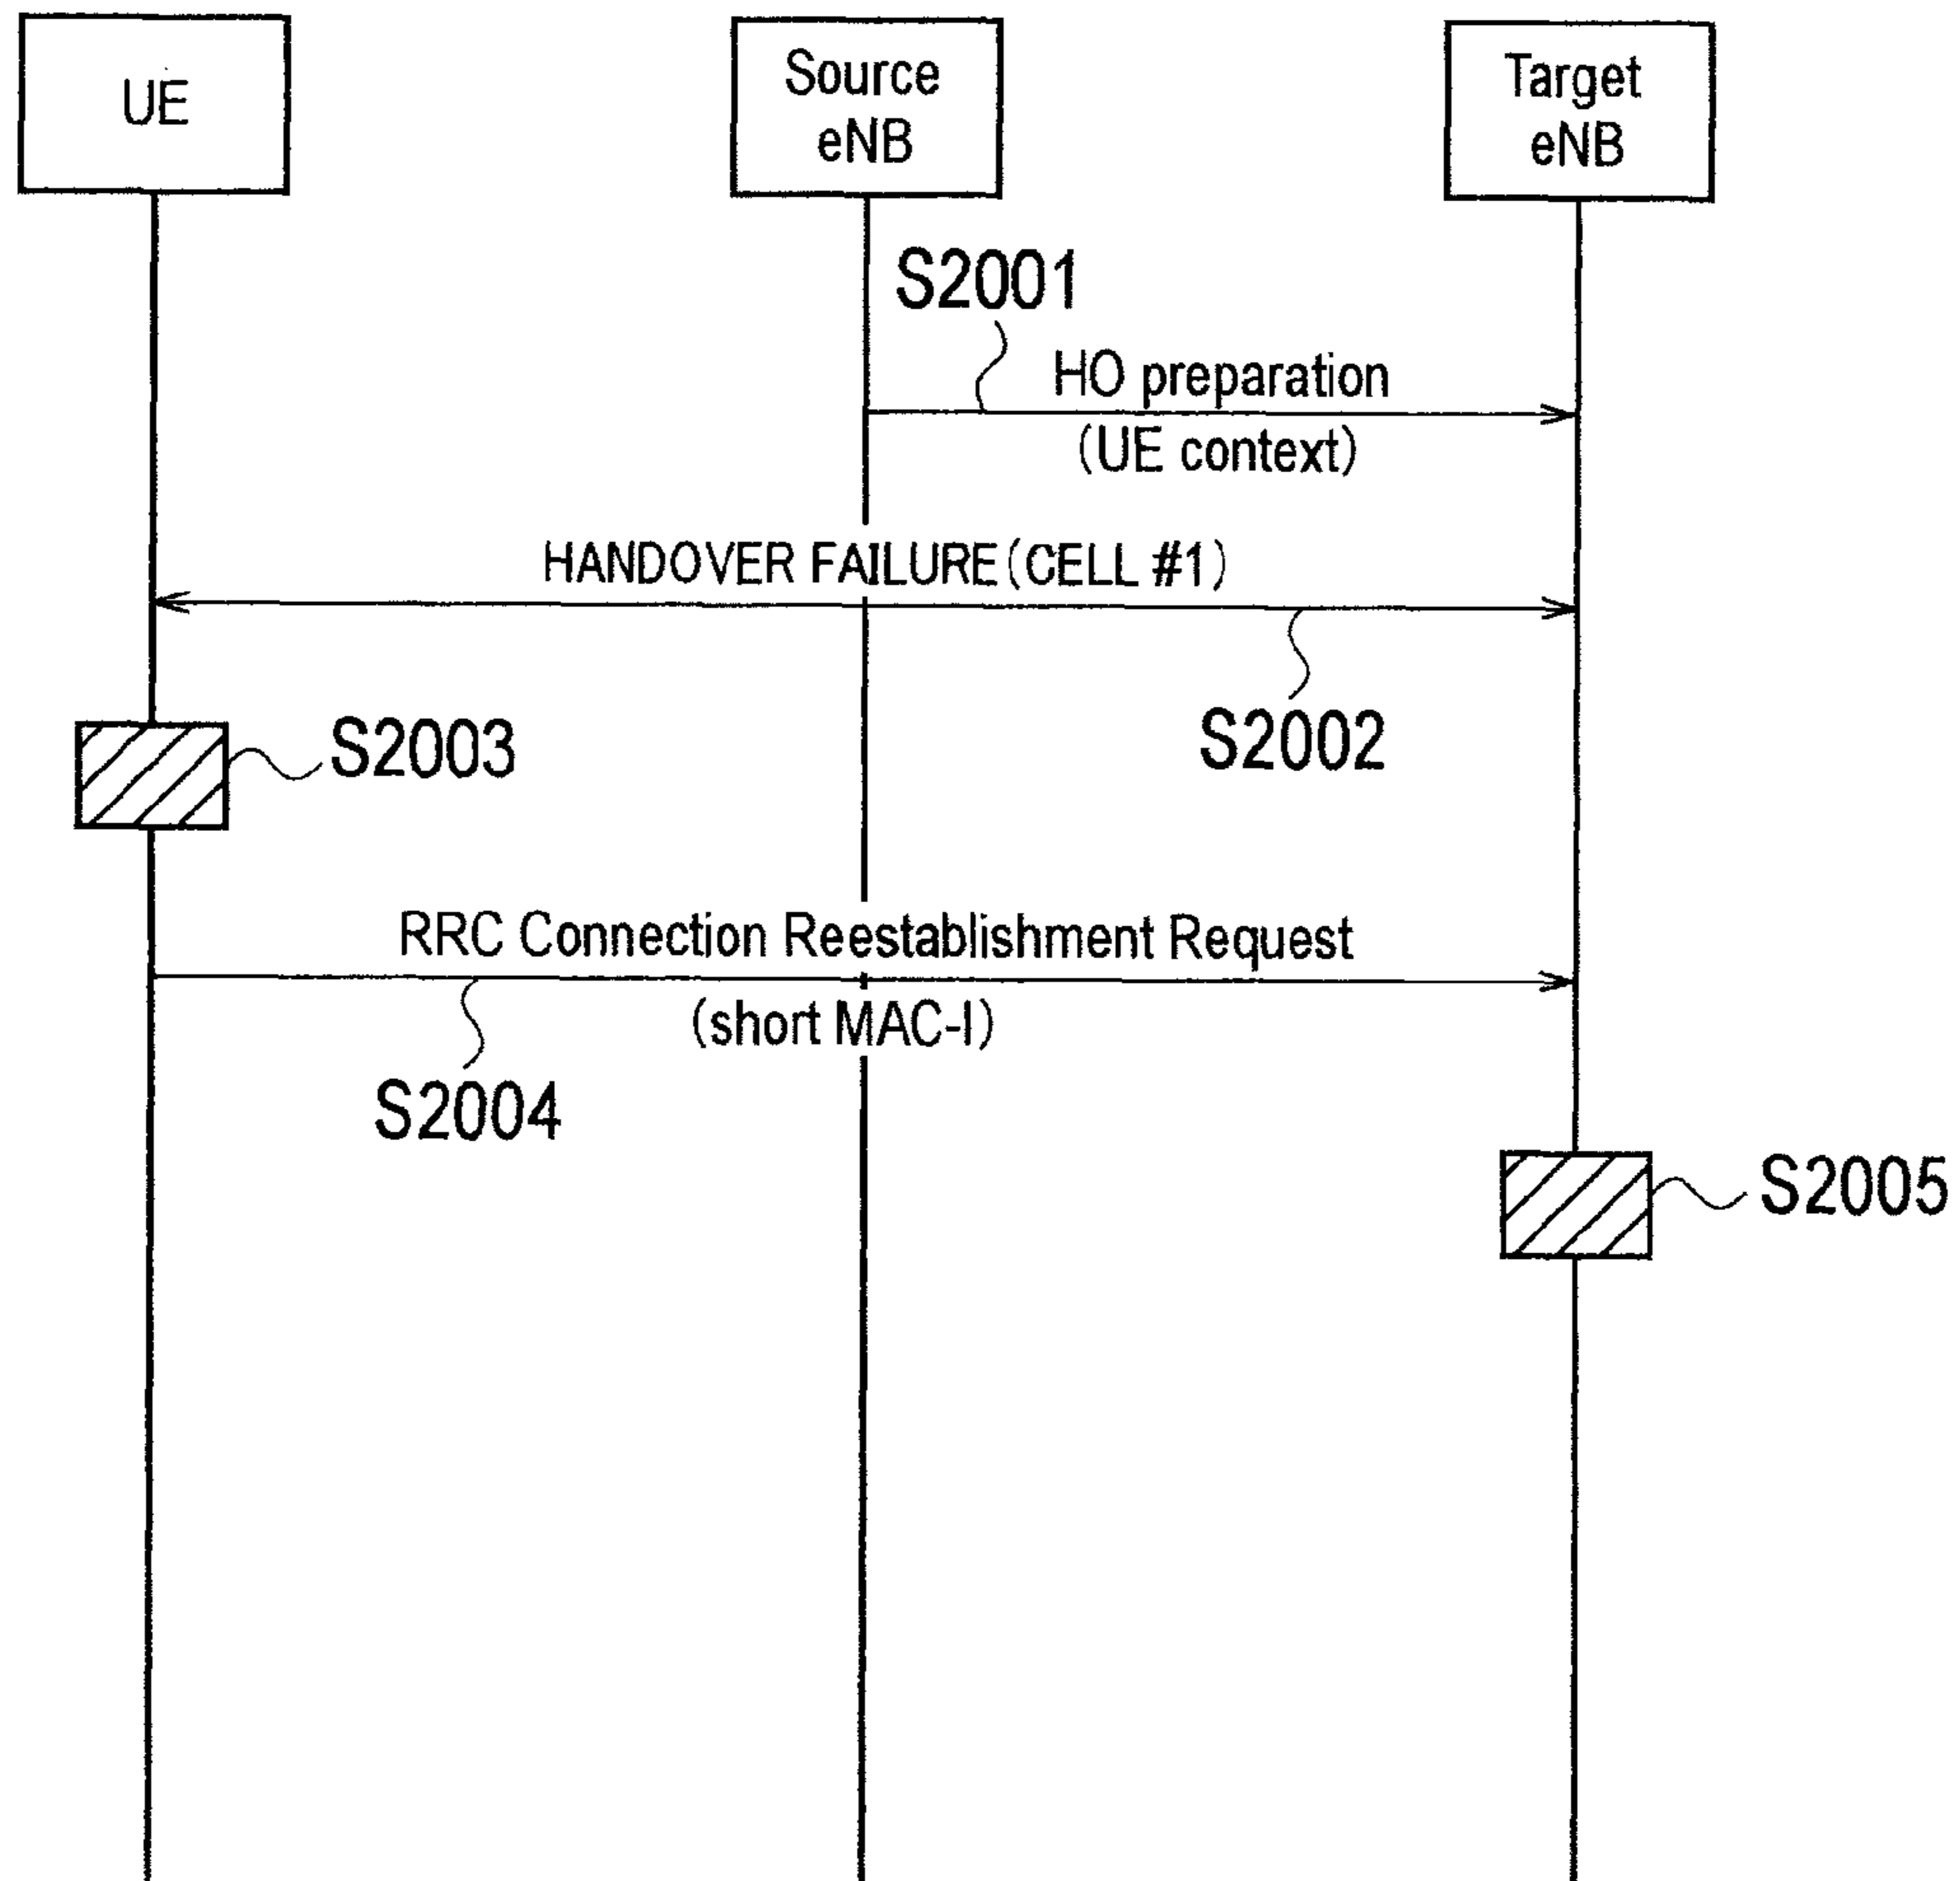 UE
Source
eNB
Target
eNB
S2001
HO preparation
(UE context)
HANDOVER FAILURE(CELL #1)
S2002
S2003
RRC Connection Reestablishment Request
(short MAC-I)
S2004
S2005